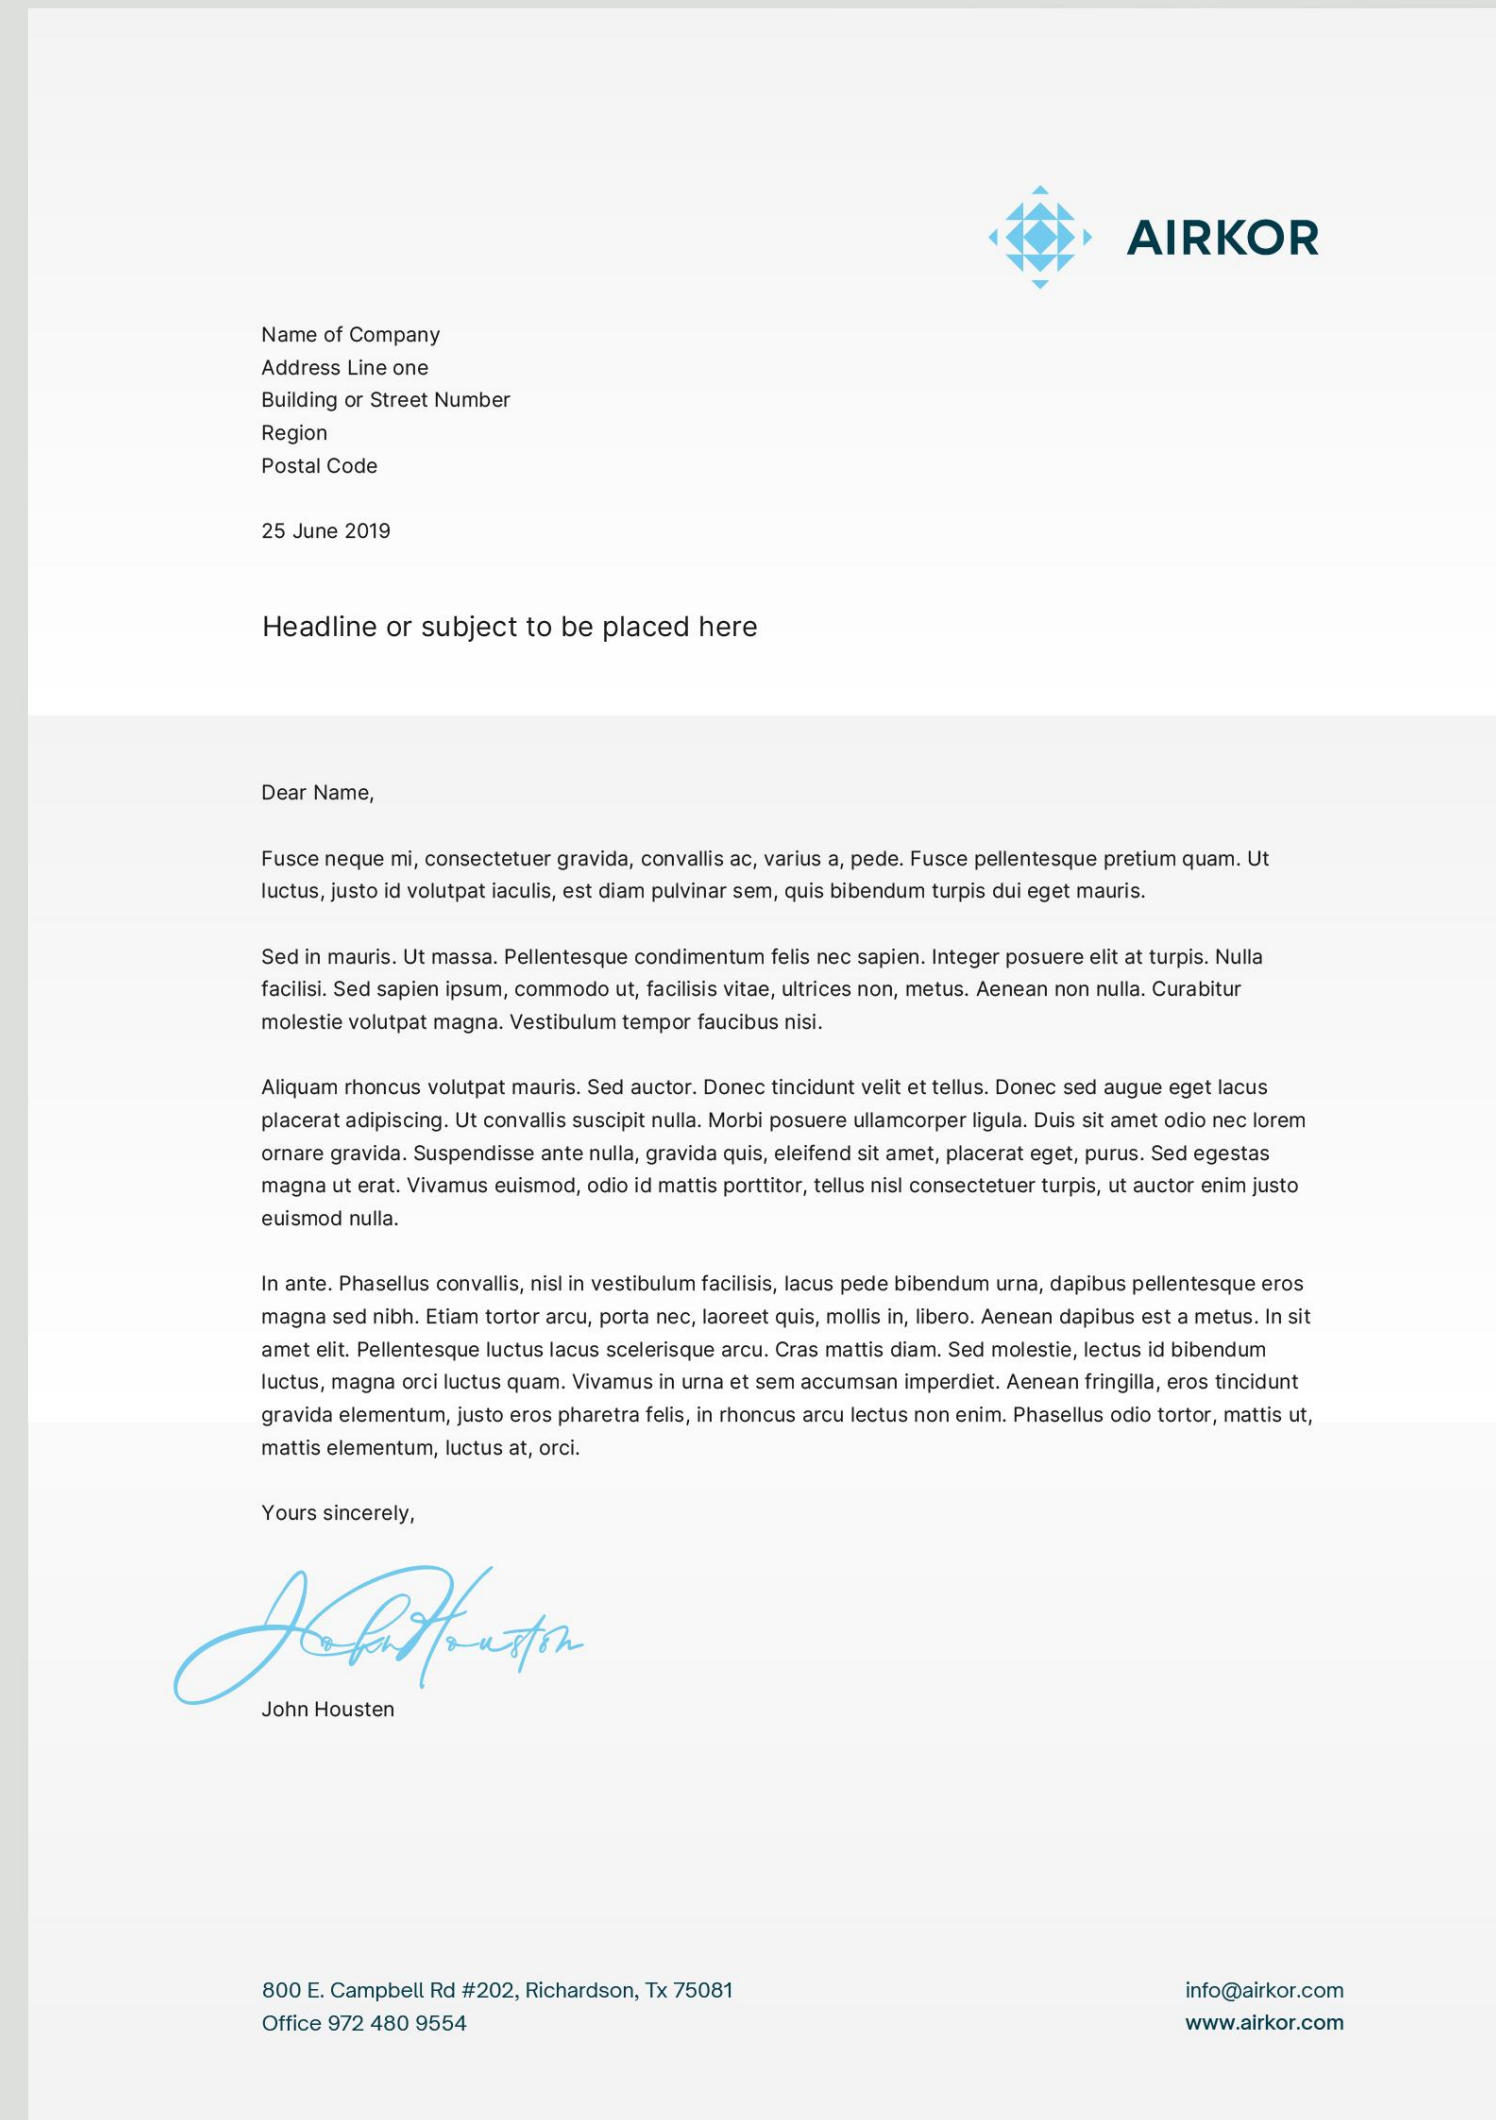 AIRKOR
Name of Company
Address Line one
Building or Street Number
Region
Postal Code
25 June 2019
Headline or subject to be placed here
Dear Name,
Fusce neque mi, consectetuer gravida, convallis ac, varius a, pede. Fusce pellentesque pretium quam. Ut
luctus, justo id volutpat iaculis, est diam pulvinar sem, quis bibendum turpis dui eget mauris.
Sed in mauris. Ut massa. Pellentesque condimentum felis nec sapien. Integer posuere elit at turpis. Nulla
facilisi. Sed sapien ipsum, commodo ut, facilisis vitae, ultrices non, metus. Aenean non nulla. Curabitur
molestie volutpat magna. Vestibulum tempor faucibus nisi.
Aliquam rhoncus volutpat mauris. Sed auctor. Donec tincidunt velit et tellus. Donec sed augue eget lacus
placerat adipiscing. Ut convallis suscipit nulla. Morbi posuere ullamcorper ligula. Duis sit amet odio nec lorem
ornare gravida. Suspendisse ante nulla, gravida quis, eleifend sit amet, placerat eget, purus. Sed egestas
magna ut erat. Vivamus euismod, odio id mattis porttitor, tellus nisl consectetuer turpis, ut auctor enim justo
euismod nulla.
In ante. Phasellus convallis, nisl in vestibulum facilisis, lacus pede bibendum urna, dapibus pellentesque eros
magna sed nibh. Etiam tortor arcu, porta nec, laoreet quis, mollis in, libero. Aenean dapibus est a metus. In sit
amet elit. Pellentesque luctus lacus scelerisque arcu. Cras mattis diam. Sed molestie, lectus id bibendum
luctus, magna orci luctus quam. Vivamus in urna et sem accumsan imperdiet. Aenean fringilla, eros tincidunt
gravida elementum, justo eros pharetra felis, in rhoncus arcu lectus non enim. Phasellus odio tortor, mattis ut,
mattis elementum, luctus at, orci.
Yours sincerely,
John Houston
John Housten
800 E. Campbell Rd #202, Richardson, Tx 75081
Office 972 480 9554
info@airkor.com
www.airkor.com